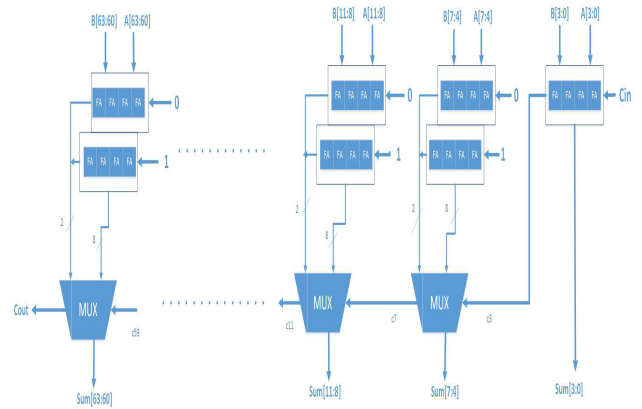 B[63:60] A[63:60]
B[11:8] A[11:8]
B[7:4] A[7:4]
B[3:0] A[3:0]
FA FA FA FA 0
FA FA FA FA 0
FA FA FA FA 0
FA FA FA FA Cin
FA FA FA FA 1
FA FA FA FA 1
FA FA FA FA 1
2
8
2
8
2
8
MUX
MUX
MUX
Cout
c59
c11
c7
c3
Sum[63:60]
Sum[11:8]
Sum[7:4]
Sum[3:0]